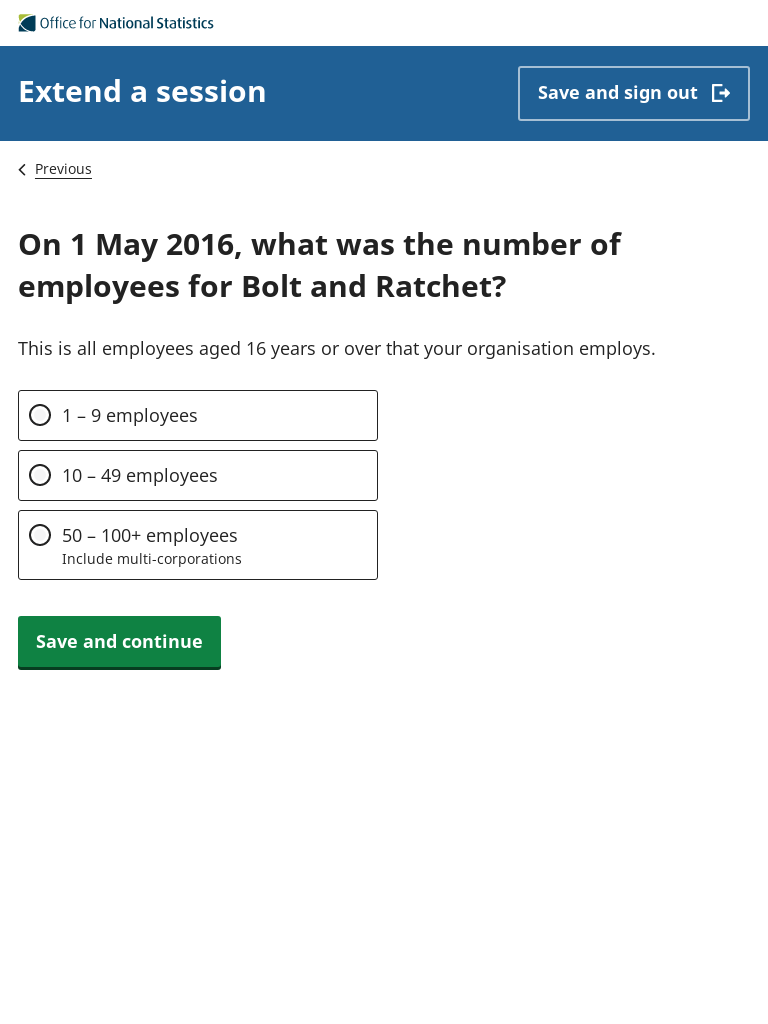 Office for National Statistics
Extend a session
Save and sign out
Previous
On 1 May 2016, what was the number of
employees for Bolt and Ratchet?
This is all employees aged 16 years or over that your organisation employs.
1 – 9 employees
10 – 49 employees
50 – 100+ employees
Include multi-corporations
Save and continue